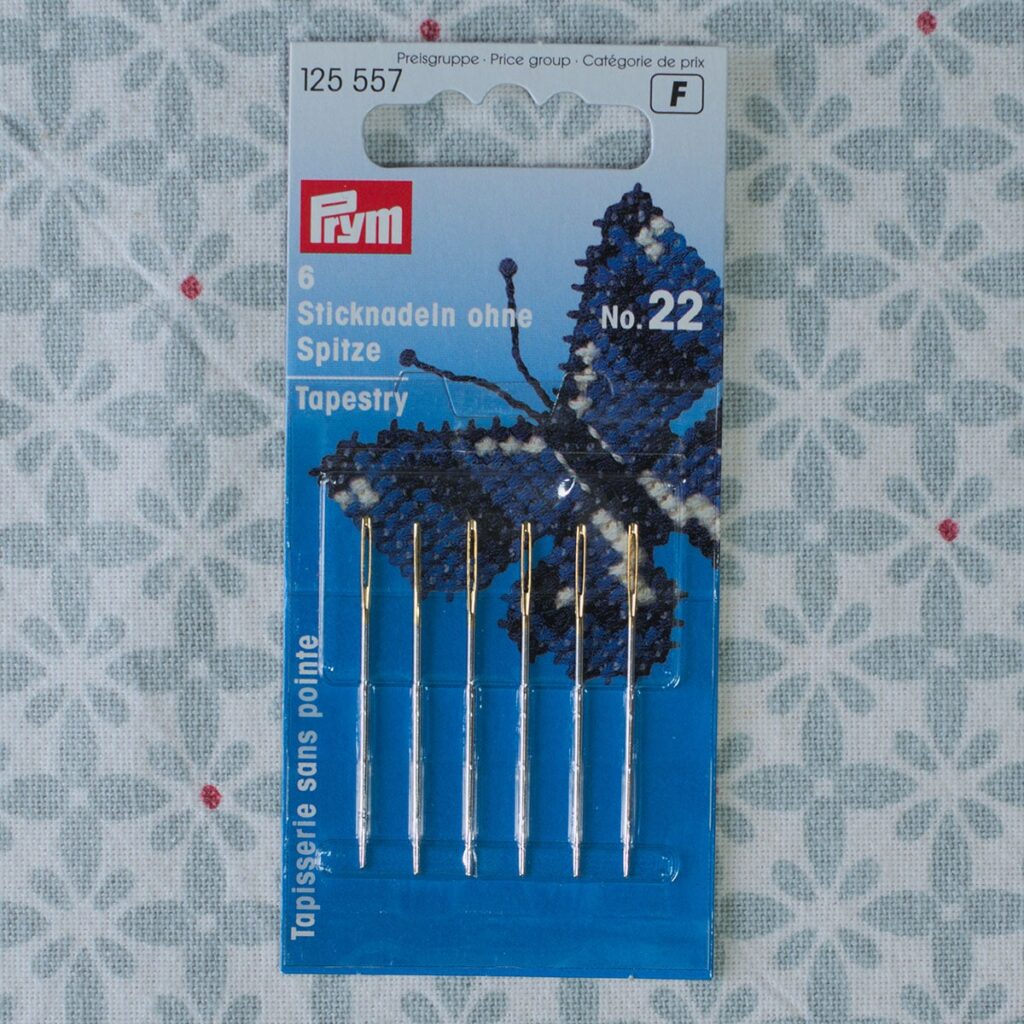 Preisgruppe · Price group · Catégorie de prix
125 557
F
Prym
6
Sticknadeln ohne
Spitze
No. 22
Tapestry
Tapisserie sans pointe